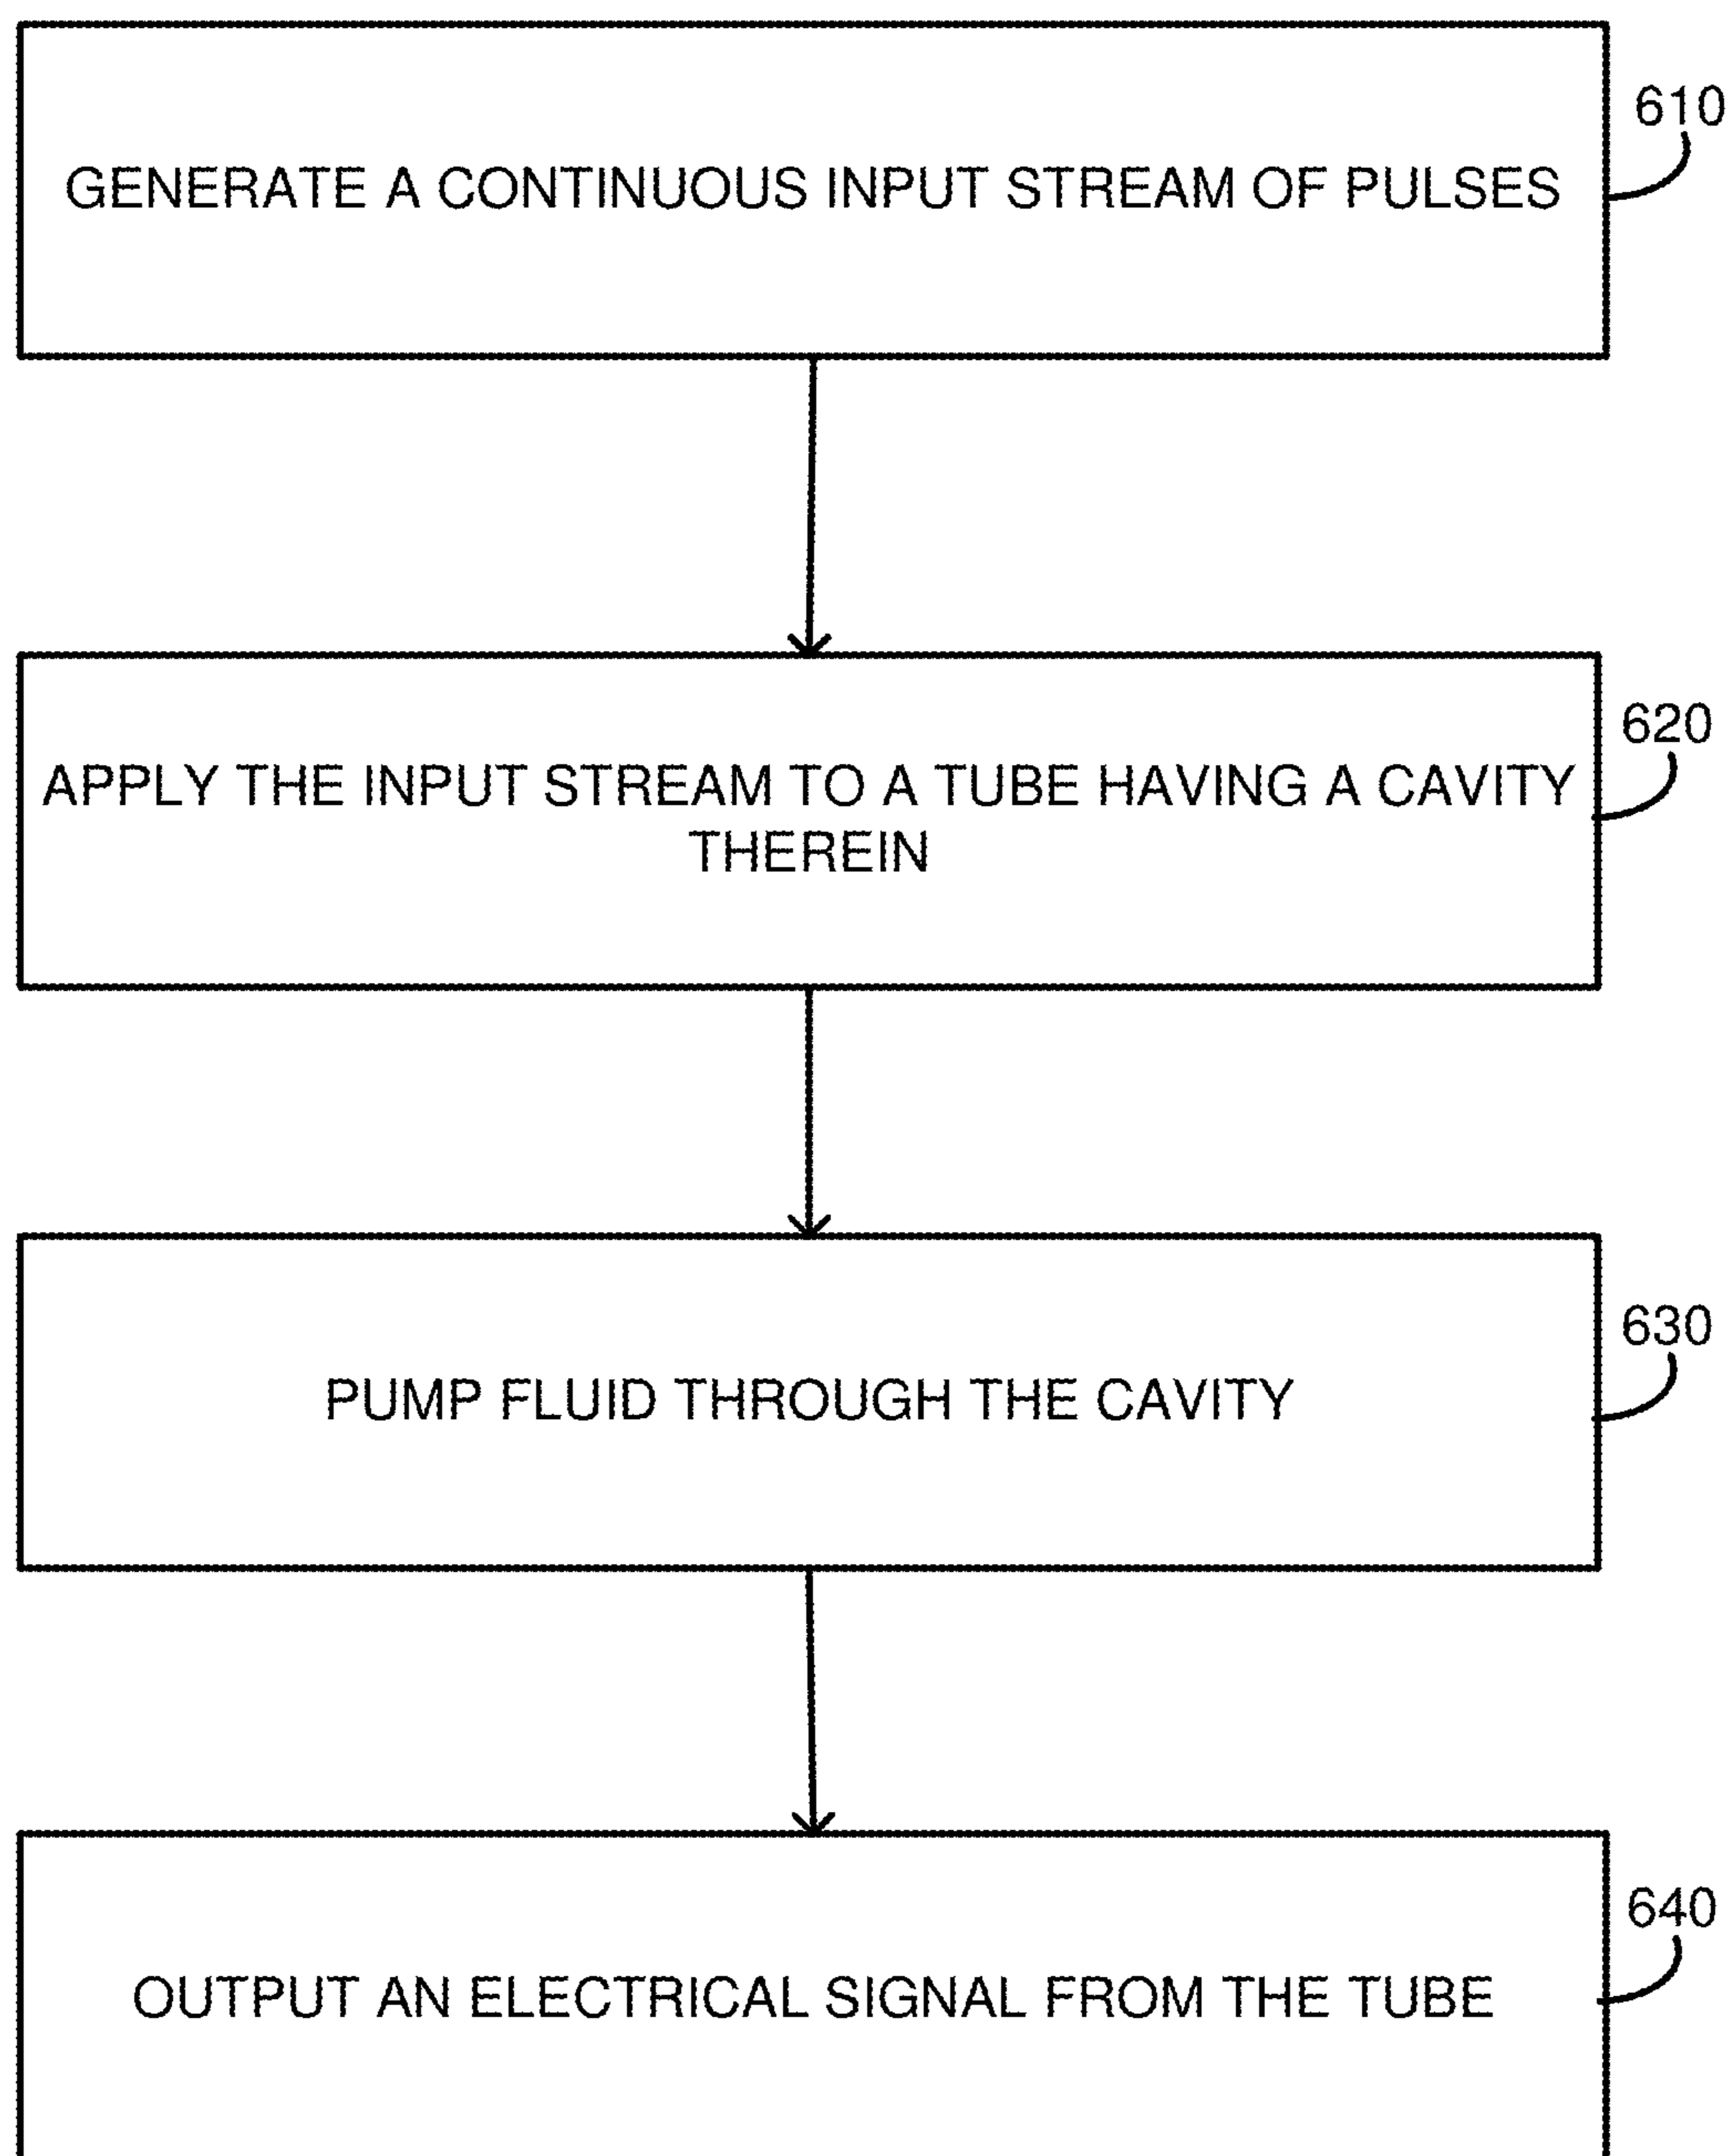 610
GENERATE A CONTINUOUS INPUT STREAM OF PULSES
620
APPLY THE INPUT STREAM TO A TUBE HAVING A CAVITY
THEREIN
630
PUMP FLUID THROUGH THE CAVITY
640
OUTPUT AN ELECTRICAL SIGNAL FROM THE TUBE